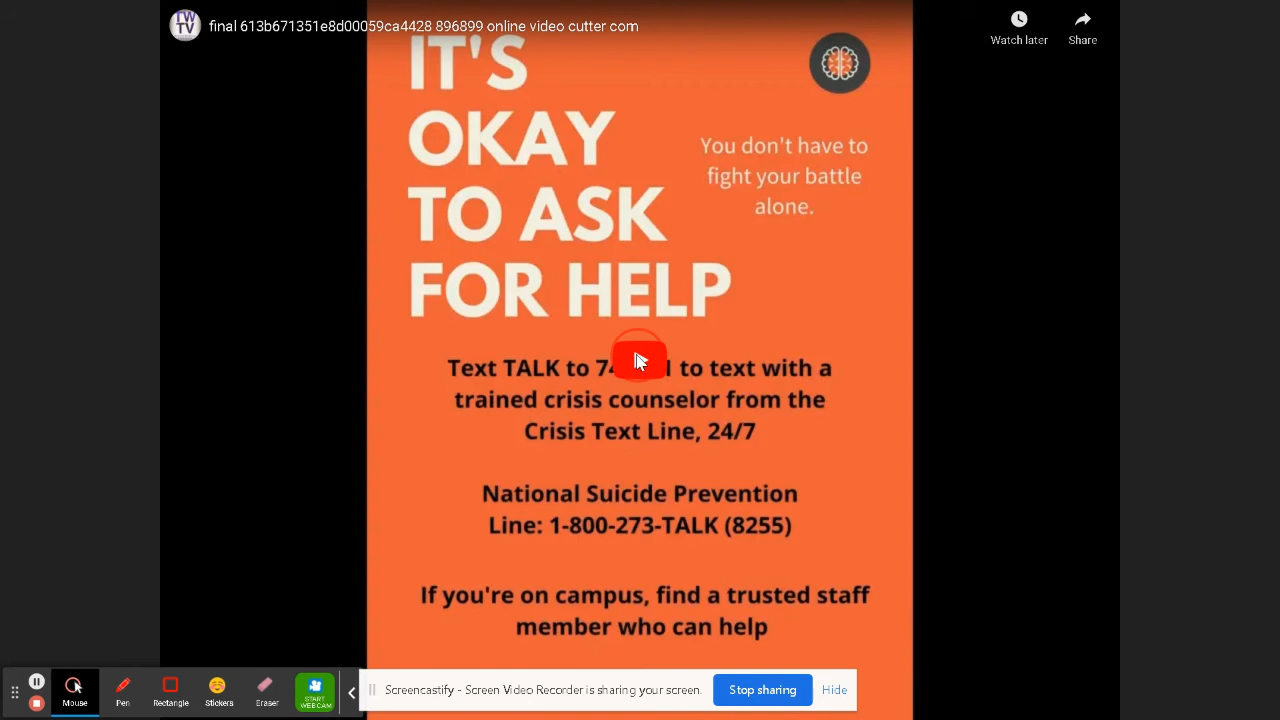 TW
TV
final 613b671351e8d00059ca4428 896899 online video cutter com
Watch later
Share
IT'S
OKAY
TO ASK
FOR HELP
You don't have to
fight your battle
alone.
Text TALK to to text with a
trained crisis counselor from the
Crisis Text Line, 24/7
National Suicide Prevention
Line: 1-800-273-TALK (8255)
If you're on campus, find a trusted staff
member who can help
Mouse
Pen
Rectangle
Stickers
Eraser
START
WEBCAM
Screencastify - Screen Video Recorder is sharing your screen.
Stop sharing
Hide